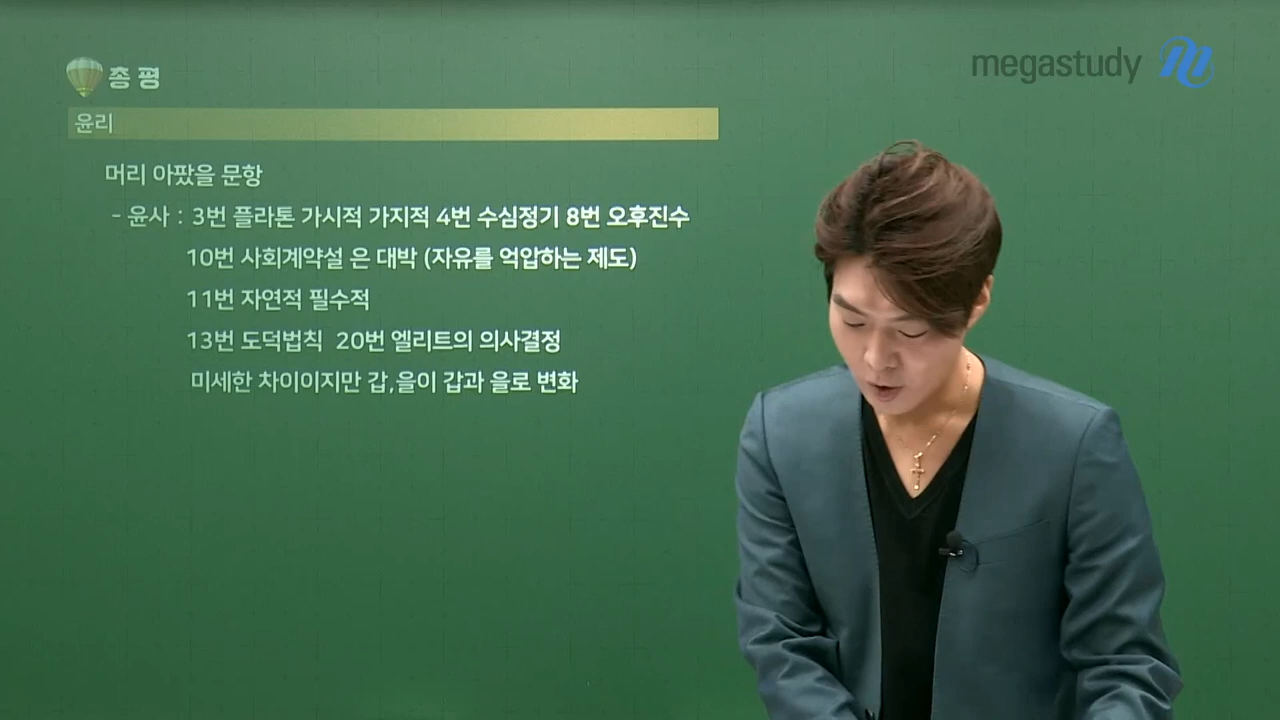 megastudy
총 평
윤리
머리 아팠을 문항
- 윤사 : 3번 플라톤 가시적 가지적 4번 수심정기 8번 오후진수
10번 사회계약설 은 대박 (자유를 억압하는 제도)
11번 자연적 필수적
13번 도덕법칙 20번 엘리트의 의사결정
미세한 차이이지만 갑,을이 갑과 을로 변화